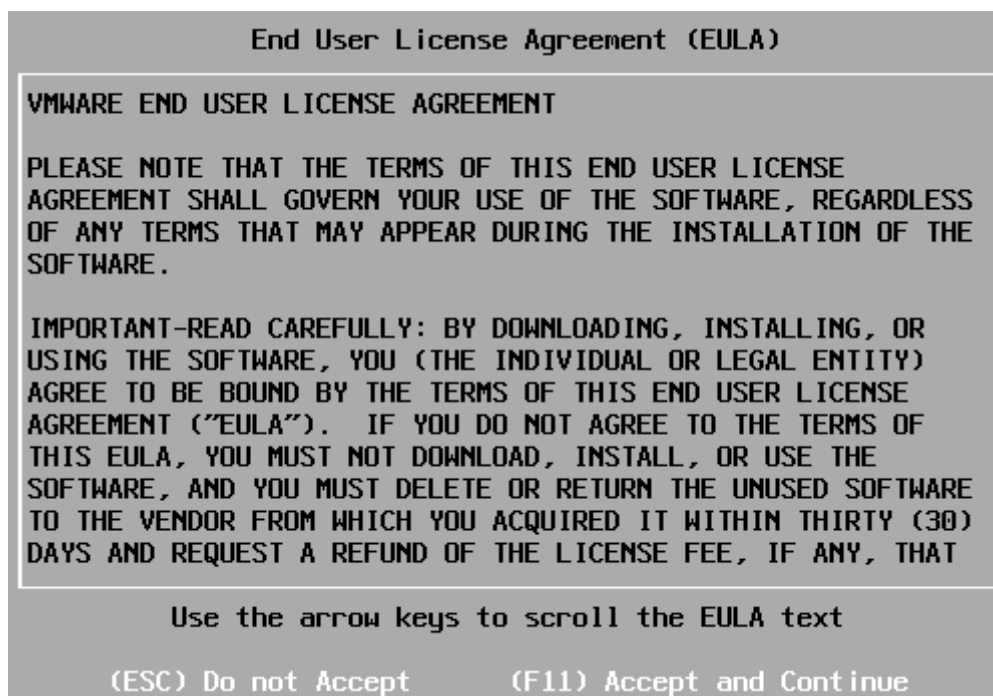 End User License Agreement (EULA)
VMWARE END USER LICENSE AGREEMENT
PLEASE NOTE THAT THE TERMS OF THIS END USER LICENSE
AGREEMENT SHALL GOVERN YOUR USE OF THE SOFTWARE, REGARDLESS
OF ANY TERMS THAT MAY APPEAR DURING THE INSTALLATION OF THE
SOFTWARE.
IMPORTANT-READ CAREFULLY: BY DOWNLOADING, INSTALLING, OR
USING THE SOFTWARE, YOU (THE INDIVIDUAL OR LEGAL ENTITY)
AGREE TO BE BOUND BY THE TERMS OF THIS END USER LICENSE
AGREEMENT ("EULA"). IF YOU DO NOT AGREE TO THE TERMS OF
THIS EULA, YOU MUST NOT DOWNLOAD, INSTALL, OR USE THE
SOFTWARE, AND YOU MUST DELETE OR RETURN THE UNUSED SOFTWARE
TO THE VENDOR FROM WHICH YOU ACQUIRED IT WITHIN THIRTY (30)
DAYS AND REQUEST A REFUND OF THE LICENSE FEE, IF ANY, THAT
Use the arrow keys to scroll the EULA text
(ESC) Do not Accept (F11) Accept and Continue